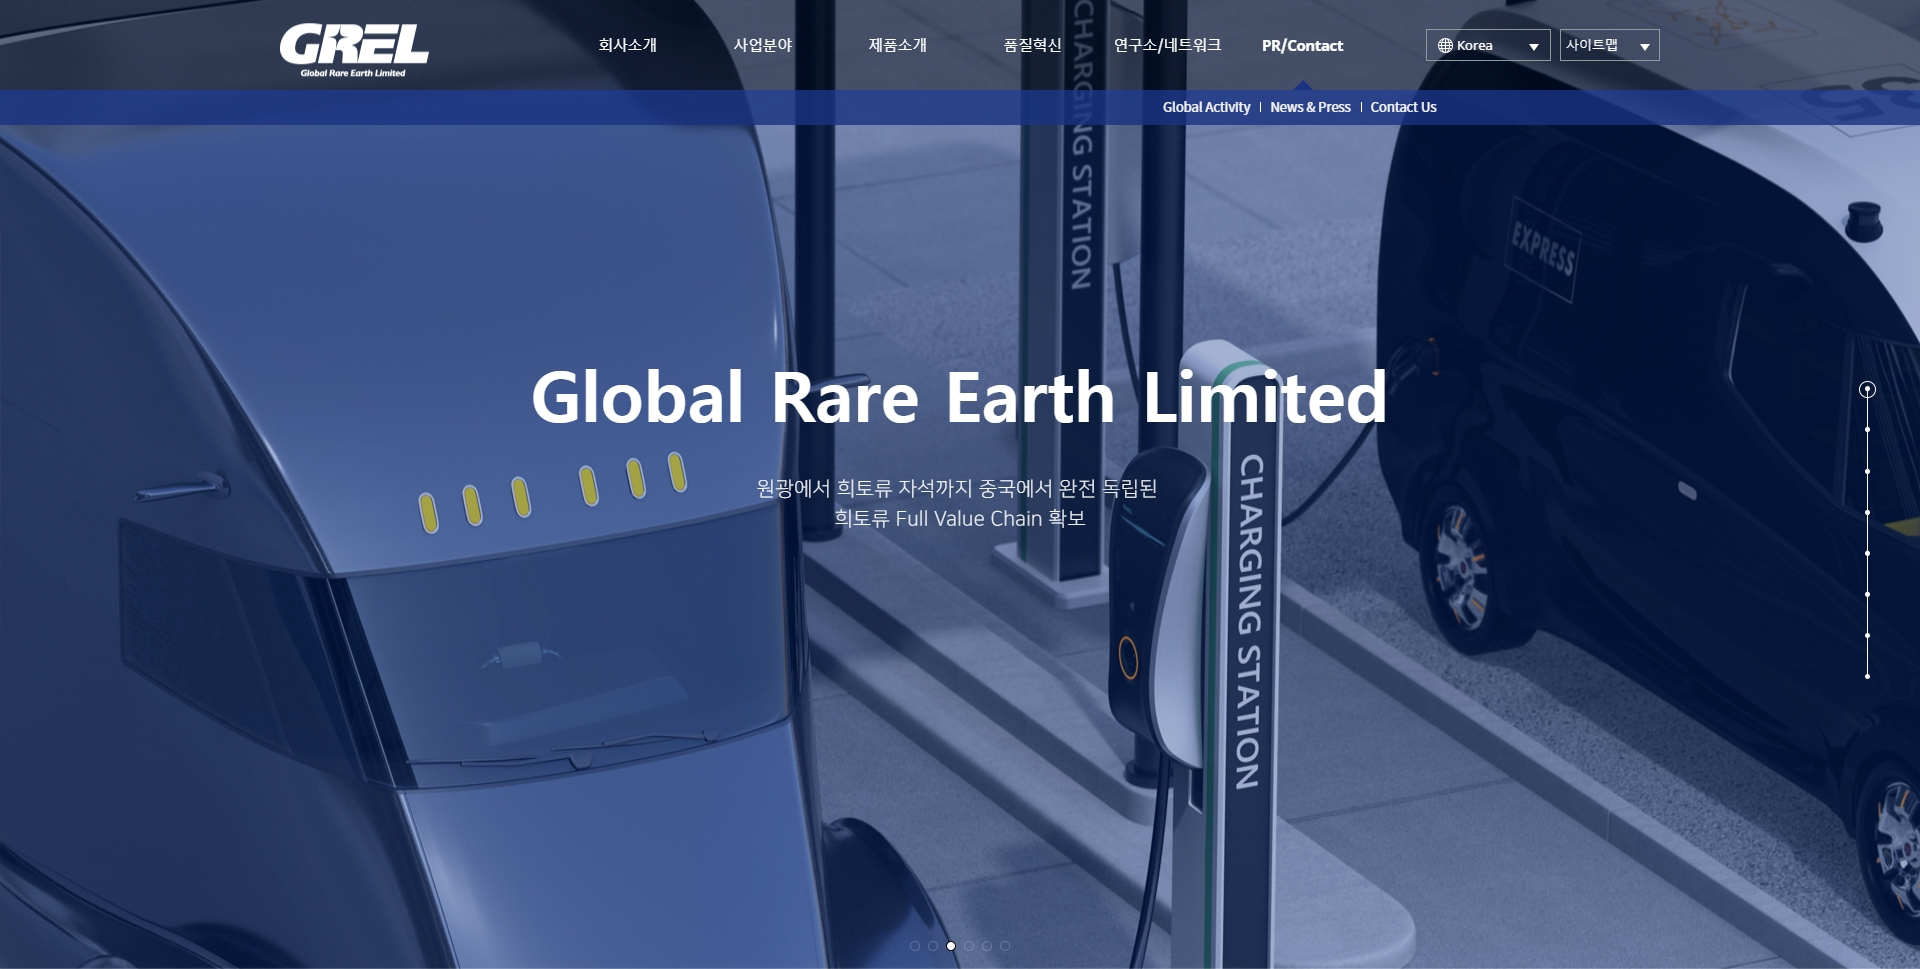 GREL
Global Rare Earth Limited
회사소개
사업분야
제품소개
품질혁신
연구소/네트워크
PR/Contact
Korea
사이트맵
Global Activity
News & Press
Contact Us
CHARGING STATION
35
EXPRESS
Global Rare Earth Limited
원광에서 희토류 자석까지 중국에서 완전 독립된
희토류 Full Value Chain 확보
CHARGING STATION